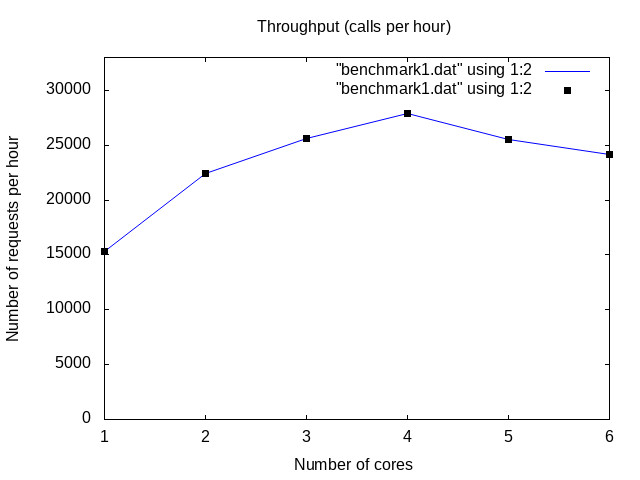 Throughput (calls per hour)
"benchmark1.dat" using 1:2
"benchmark1.dat" using 1:2
30000
25000
20000
15000
10000
5000
0
Number of requests per hour
1 2 3 4 5 6
Number of cores